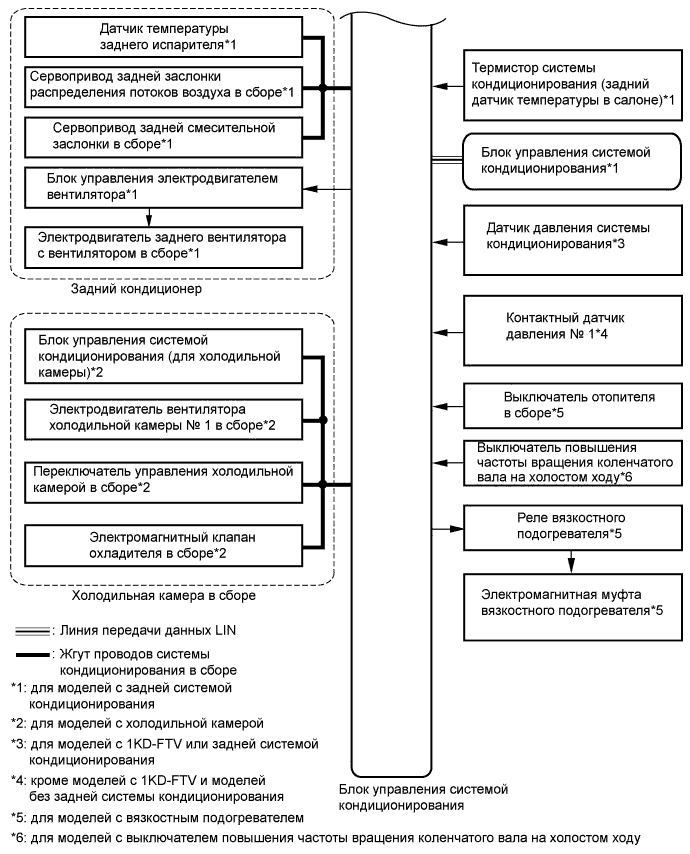 Датчик температуры
заднего испарителя*1
Сервопривод задней заслонки
распределения потоков воздуха в сборе*1
Сервопривод задней смесительной
заслонки в сборе*1
Блок управления электродвигателем
вентилятора*1
Электродвигатель заднего вентилятора
с вентилятором в сборе*1
Задний кондиционер
Блок управления системой
кондиционирования (для холодильной
камеры)*2
Электродвигатель вентилятора
холодильной камеры № 1 в сборе*2
Переключатель управления холодильной
камерой в сборе*2
Электромагнитный клапан
охладителя в сборе*2
Холодильная камера в сборе
Термистор системы
кондиционирования (задний
датчик температуры в салоне)*1
Блок управления системой
кондиционирования*1
Датчик давления системы
кондиционирования*3
Контактный датчик
давления № 1*4
Выключатель отопителя
в сборе*5
Выключатель повышения
частоты вращения коленчатого
вала на холостом ходу*6
Реле вязкостного
подогревателя*5
Электромагнитная муфта
вязкостного подогревателя*5
Блок управления системой
кондиционирования
: Линия передачи данных LIN
: Жгут проводов системы
кондиционирования в сборе
*1: для моделей с задней системой
кондиционирования
*2: для моделей с холодильной камерой
*3: для моделей с 1KD-FTV или задней системой
кондиционирования
*4: кроме моделей с 1KD-FTV и моделей
без задней системы кондиционирования
*5: для моделей с вязкостным подогревателем
*6: для моделей с выключателем повышения частоты вращения коленчатого вала на холостом ходу